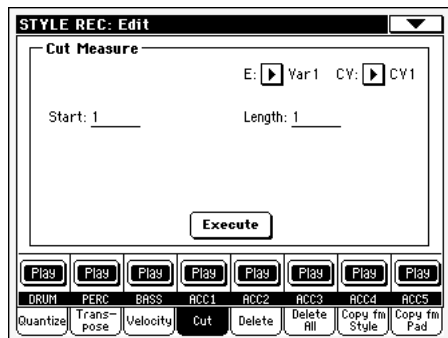 STYLE REC: Edit
Cut Measure
E: Var1 CV: CV1
Start: 1 Length: 1
Execute
Play Play Play Play Play Play Play Play
DRUM PERC BASS ACC1 ACC2 ACC3 ACC4 ACC5
Quantize Trans-pose Velocity Cut Delete Delete All Copy fm Style Copy fm Pad